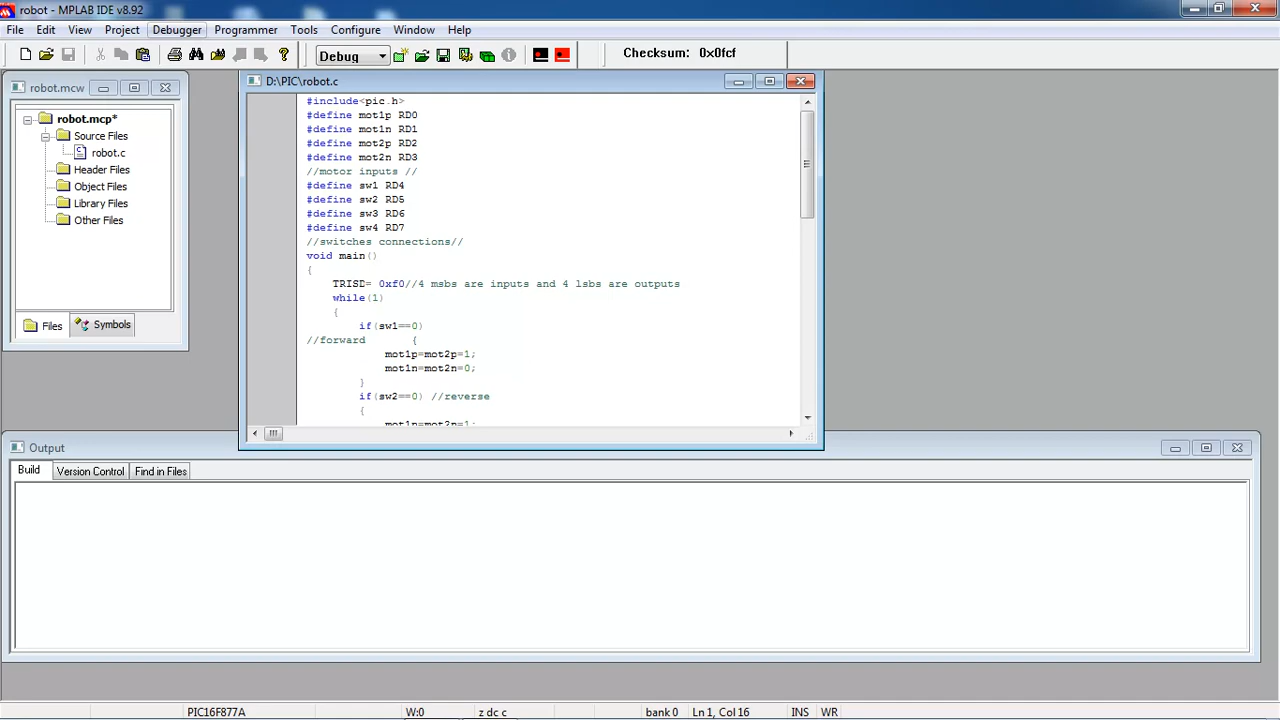 robot - MPLAB IDE v8.92
File Edit View Project Debugger Programmer Tools Configure Window Help
Debug
Checksum: 0x0fcf
robot.mcw
robot.mcp*
Source Files
robot.c
Header Files
Object Files
Library Files
Other Files
Files Symbols
D:\PIC\robot.c
#include<pic.h>
#define mot1p RD0
#define mot1n RD1
#define mot2p RD2
#define mot2n RD3
//motor inputs //
#define sw1 RD4
#define sw2 RD5
#define sw3 RD6
#define sw4 RD7
//switches connections//
void main()
{
TRISD= 0xf0//4 msbs are inputs and 4 lsbs are outputs
while(1)
{
if(sw1==0)
//forward {
mot1p=mot2p=1;
mot1n=mot2n=0;
}
if(sw2==0) //reverse
{
mot1n=mot2n=1;
Output
Build Version Control Find in Files
PIC16F877A W:0 z dc c bank 0 Ln 1, Col 16 INS WR